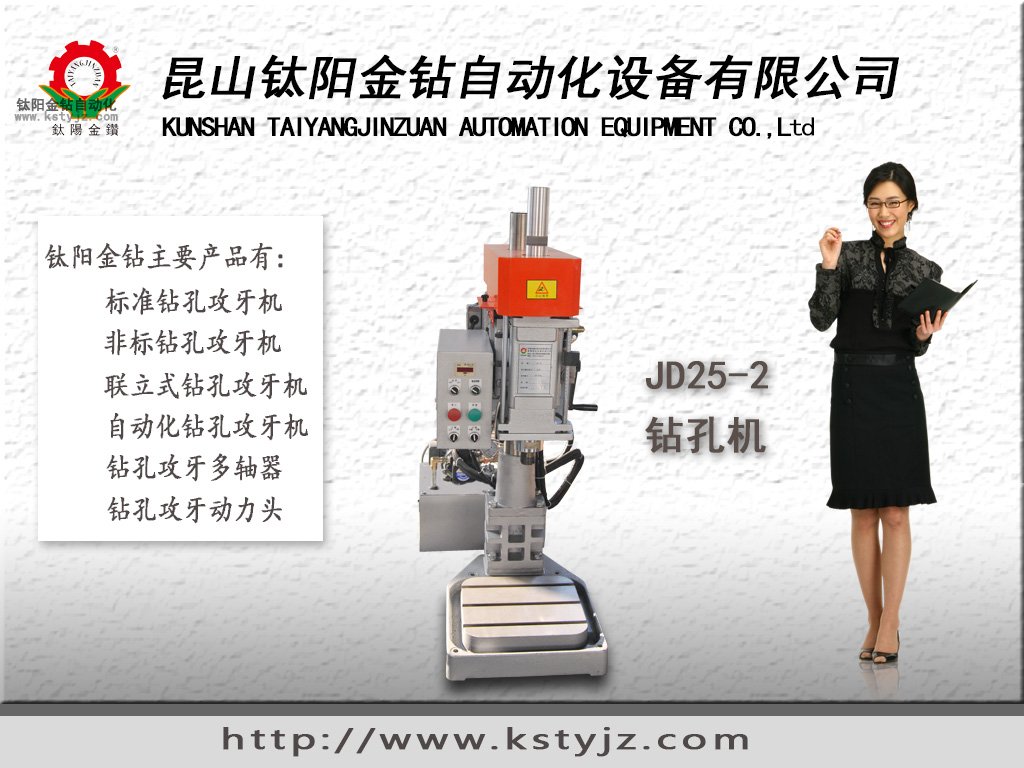 昆山钛阳金钻自动化设备有限公司
KUNSHAN TAIYANGJINZUAN AUTOMATION EQUIPMENT CO.,Ltd
TAIYANGJINZUAN
®
钛阳金钻自动化
www.kstyjz.com
鈦陽金鑽
钛阳金钻主要产品有：
标准钻孔攻牙机
非标钻孔攻牙机
联立式钻孔攻牙机
自动化钻孔攻牙机
钻孔攻牙多轴器
钻孔攻牙动力头
JD25-2
钻孔机
http://www.kstyjz.com